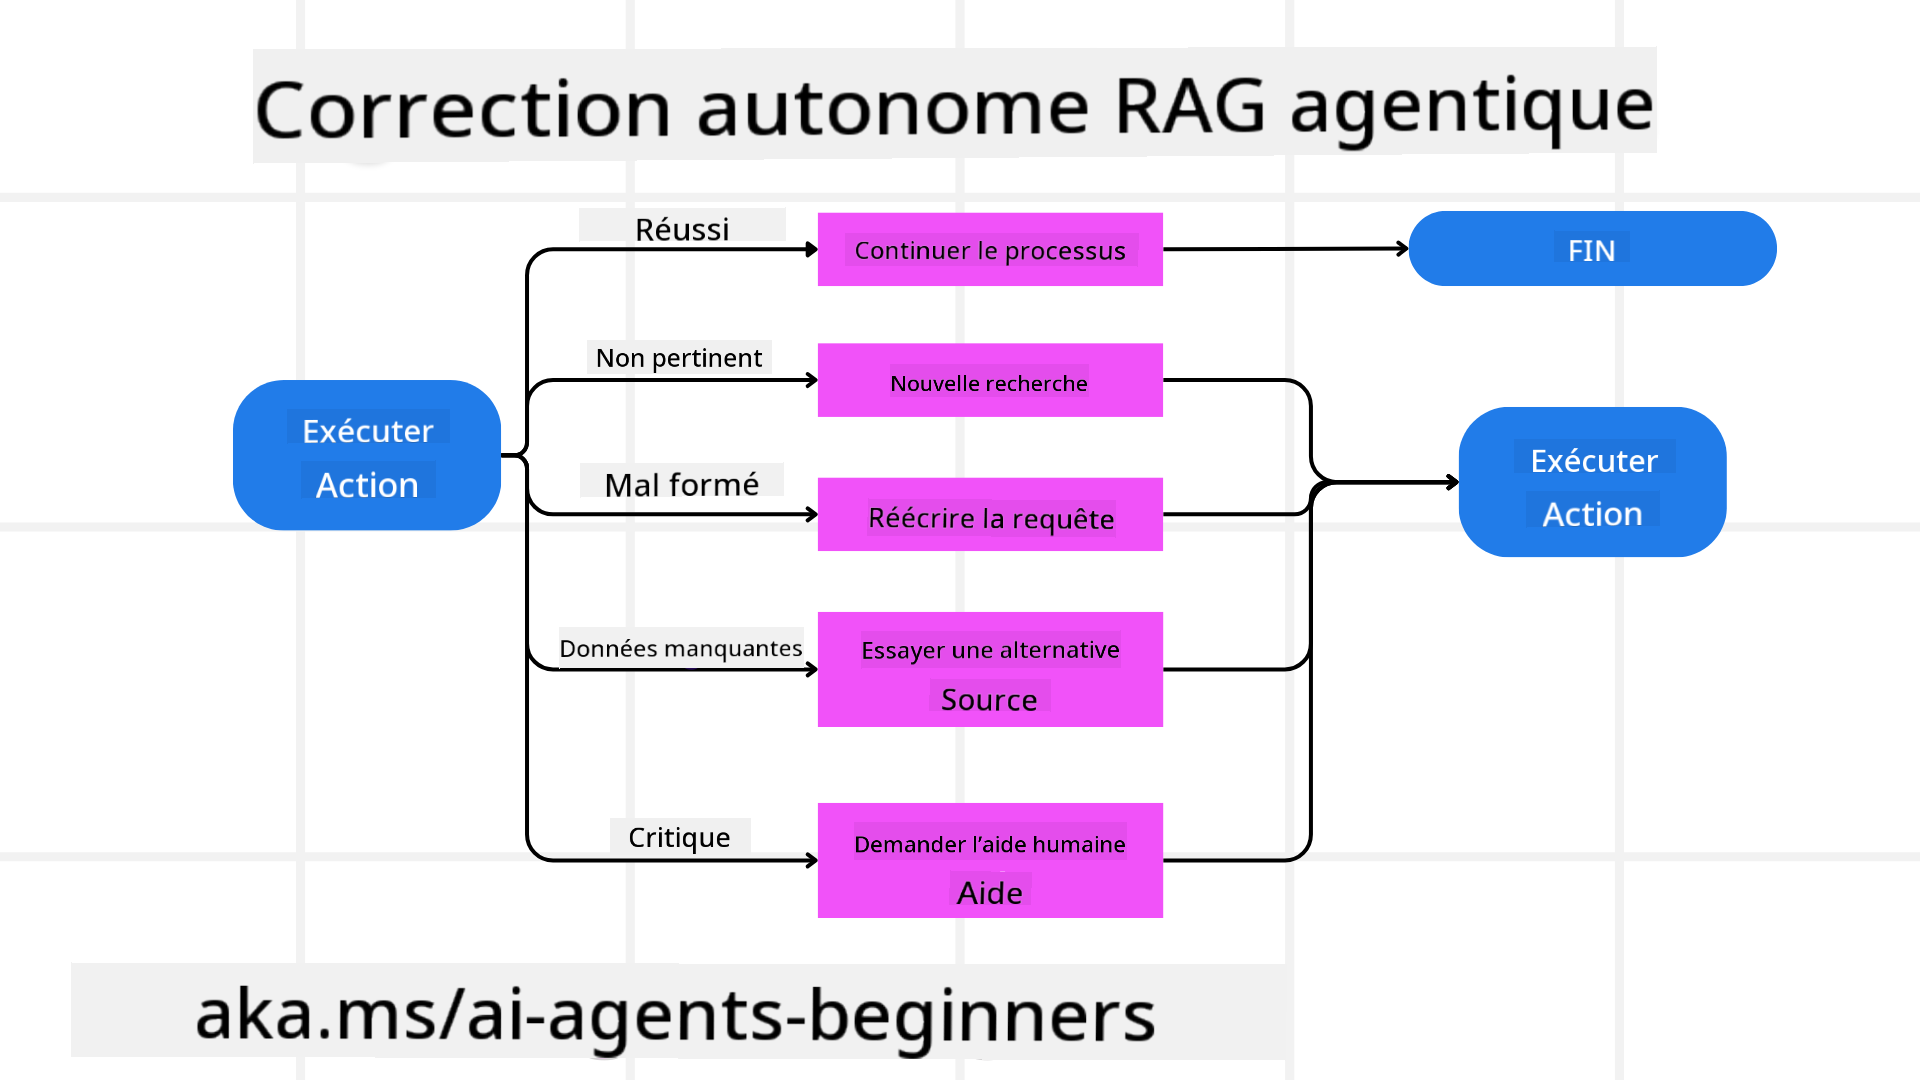 Correction autonome RAG agentique
Réussi
Continuer le processus
FIN
Non pertinent
Nouvelle recherche
Exécuter
Action
Mal formé
Réécrire la requête
Exécuter
Action
Données manquantes
Essayer une alternative
Source
Critique
Demander l’aide humaine
Aide
aka.ms/ai-agents-beginners